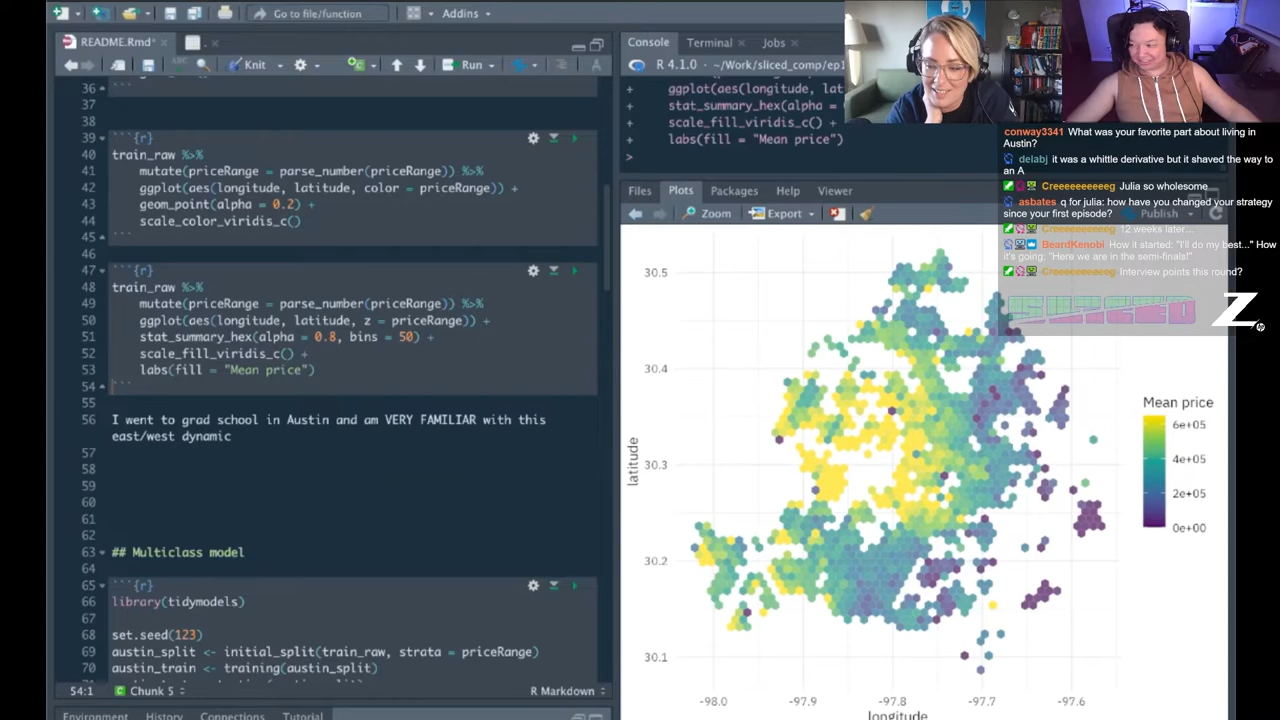 Go to file/function
Addins
README.Rmd*
Knit
Run
36
37
38
39 ```{r}
40 train_raw %>%
41 mutate(priceRange = parse_number(priceRange)) %>%
42 ggplot(aes(longitude, latitude, color = priceRange)) +
43 geom_point(alpha = 0.2) +
44 scale_color_viridis_c()
45 ```
46
47 ```{r}
48 train_raw %>%
49 mutate(priceRange = parse_number(priceRange)) %>%
50 ggplot(aes(longitude, latitude, z = priceRange)) +
51 stat_summary_hex(alpha = 0.8, bins = 50) +
52 scale_fill_viridis_c() +
53 labs(fill = "Mean price")
54 ```
55
56 I went to grad school in Austin and am VERY FAMILIAR with this
east/west dynamic
57
58
59
60
61
62
63 ## Multiclass model
64
65 ```{r}
66 library(tidymodels)
67
68 set.seed(123)
69 austin_split <- initial_split(train_raw, strata = priceRange)
70 austin_train <- training(austin_split)
54:1 Chunk 5 R Markdown
Environment History Connections Tutorial
Console Terminal Jobs
R 4.1.0 · ~/Work/sliced_comp/ep1
+ ggplot(aes(longitude, lat
+ stat_summary_hex(alpha =
+ scale_fill_viridis_c() +
+ labs(fill = "Mean price")
>
Files Plots Packages Help Viewer
Zoom Export Publish
conway3341 What was your favorite part about living in
Austin?
delabj it was a whittle derivative but it shaved the way to
an A
Creeeeeeeeeg Julia so wholesome
asbates q for julia: how have you changed your strategy
since your first episode?
Creeeeeeeeeg 12 weeks later...
BeardKenobi How it started: "I'll do my best..." How
it's going: "Here we are in the semi-finals!"
Creeeeeeeeeg Interview points this round?
SLICED
Z
hp
30.5
30.4
30.3
30.2
30.1
latitude
-98.0 -97.9 -97.8 -97.7 -97.6
longitude
Mean price
6e+05
4e+05
2e+05
0e+00